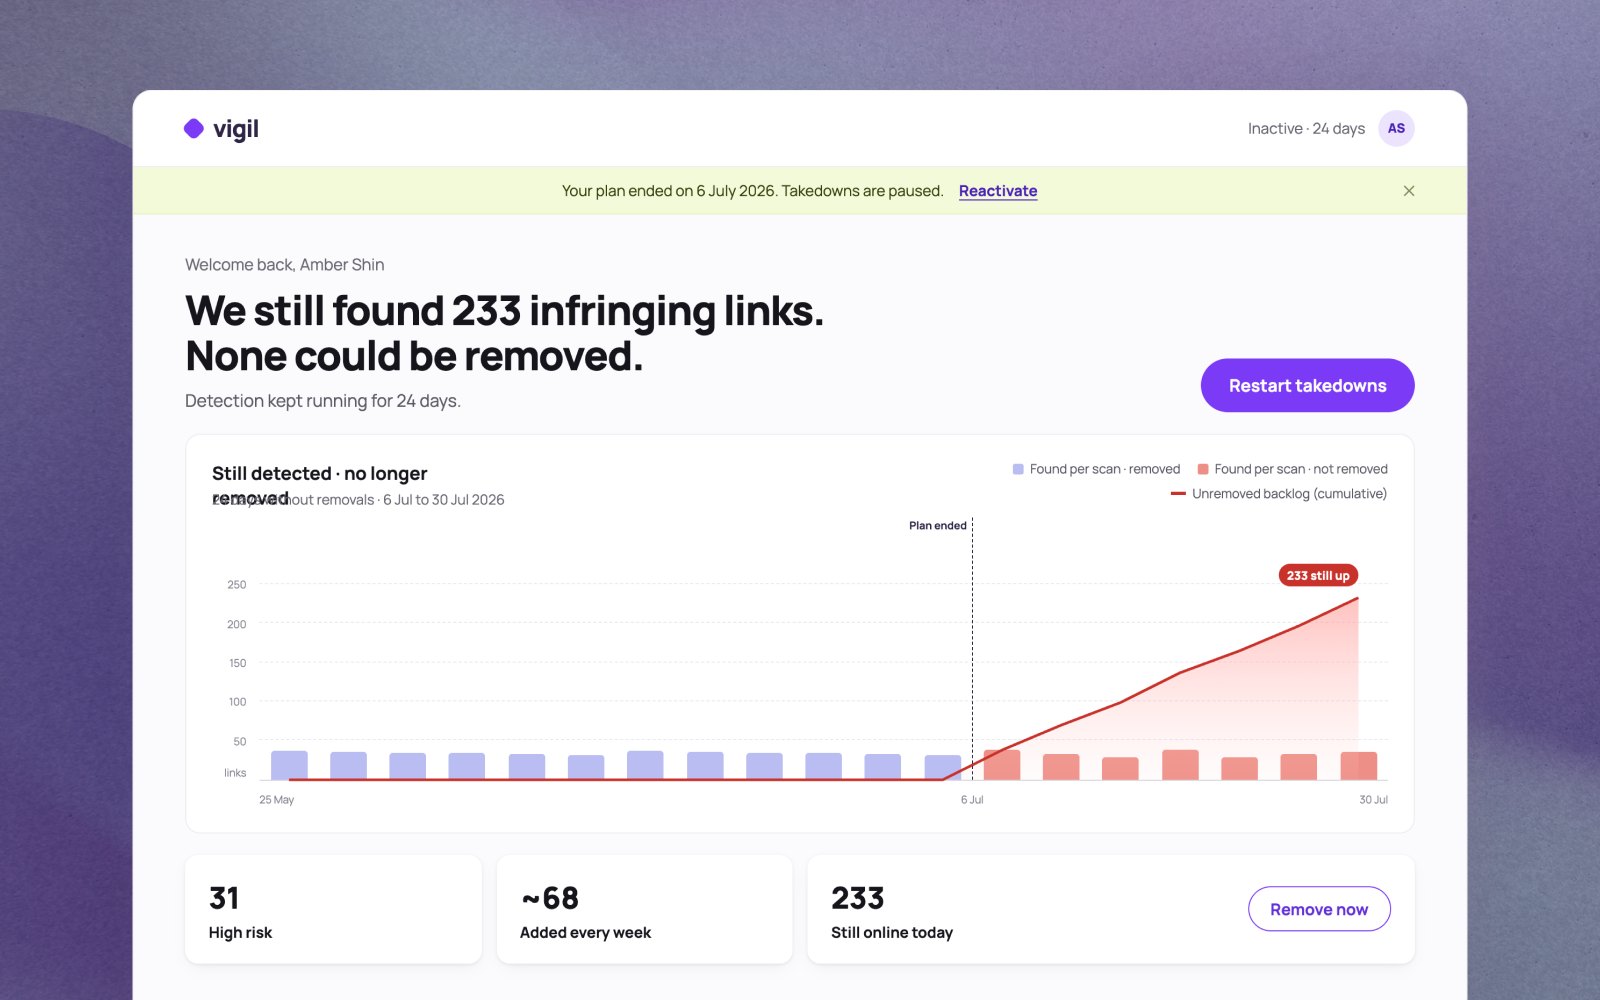 vigil
Inactive · 24 days
AS
Your plan ended on 6 July 2026. Takedowns are paused. Reactivate
Welcome back, Amber Shin
We still found 233 infringing links.
None could be removed.
Detection kept running for 24 days.
Restart takedowns
Still detected · no longer
removed
without removals · 6 Jul to 30 Jul 2026
Found per scan · removed
Found per scan · not removed
Unremoved backlog (cumulative)
Plan ended
233 still up
250
200
150
100
50
links
25 May
6 Jul
30 Jul
31
High risk
~68
Added every week
233
Still online today
Remove now